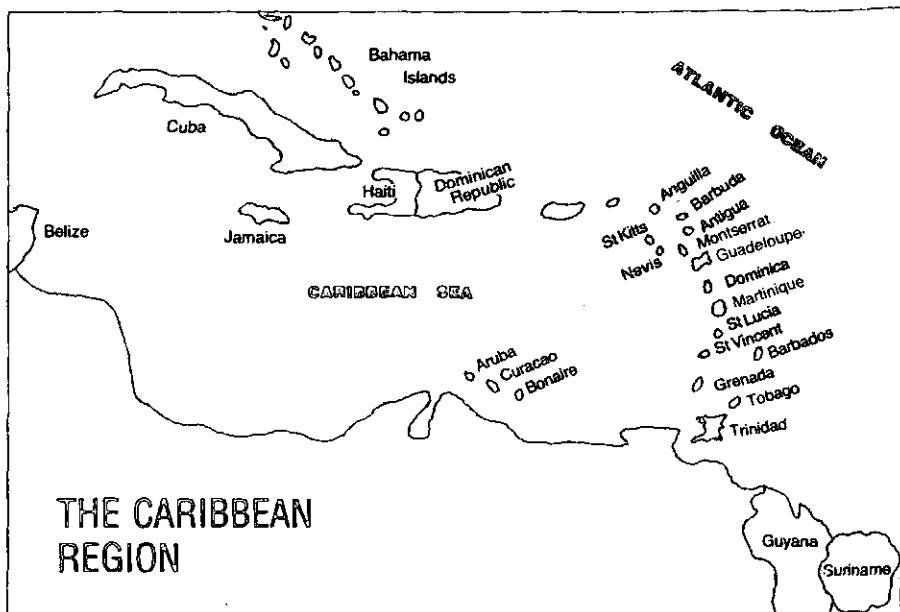 Bahama
Islands
ATLANTIC OCEAN
Cuba
Haiti
Dominican
Republic
Anguilla
Barbuda
Antigua
St Kitts
Montserrat
Nevis
Guadeloupe
Belize
Jamaica
Dominica
CARIBBEAN SEA
Martinique
St Lucia
St Vincent
Barbados
Aruba
Curacao
Bonaire
Grenada
Tobago
Trinidad
THE CARIBBEAN
REGION
Guyana
Suriname